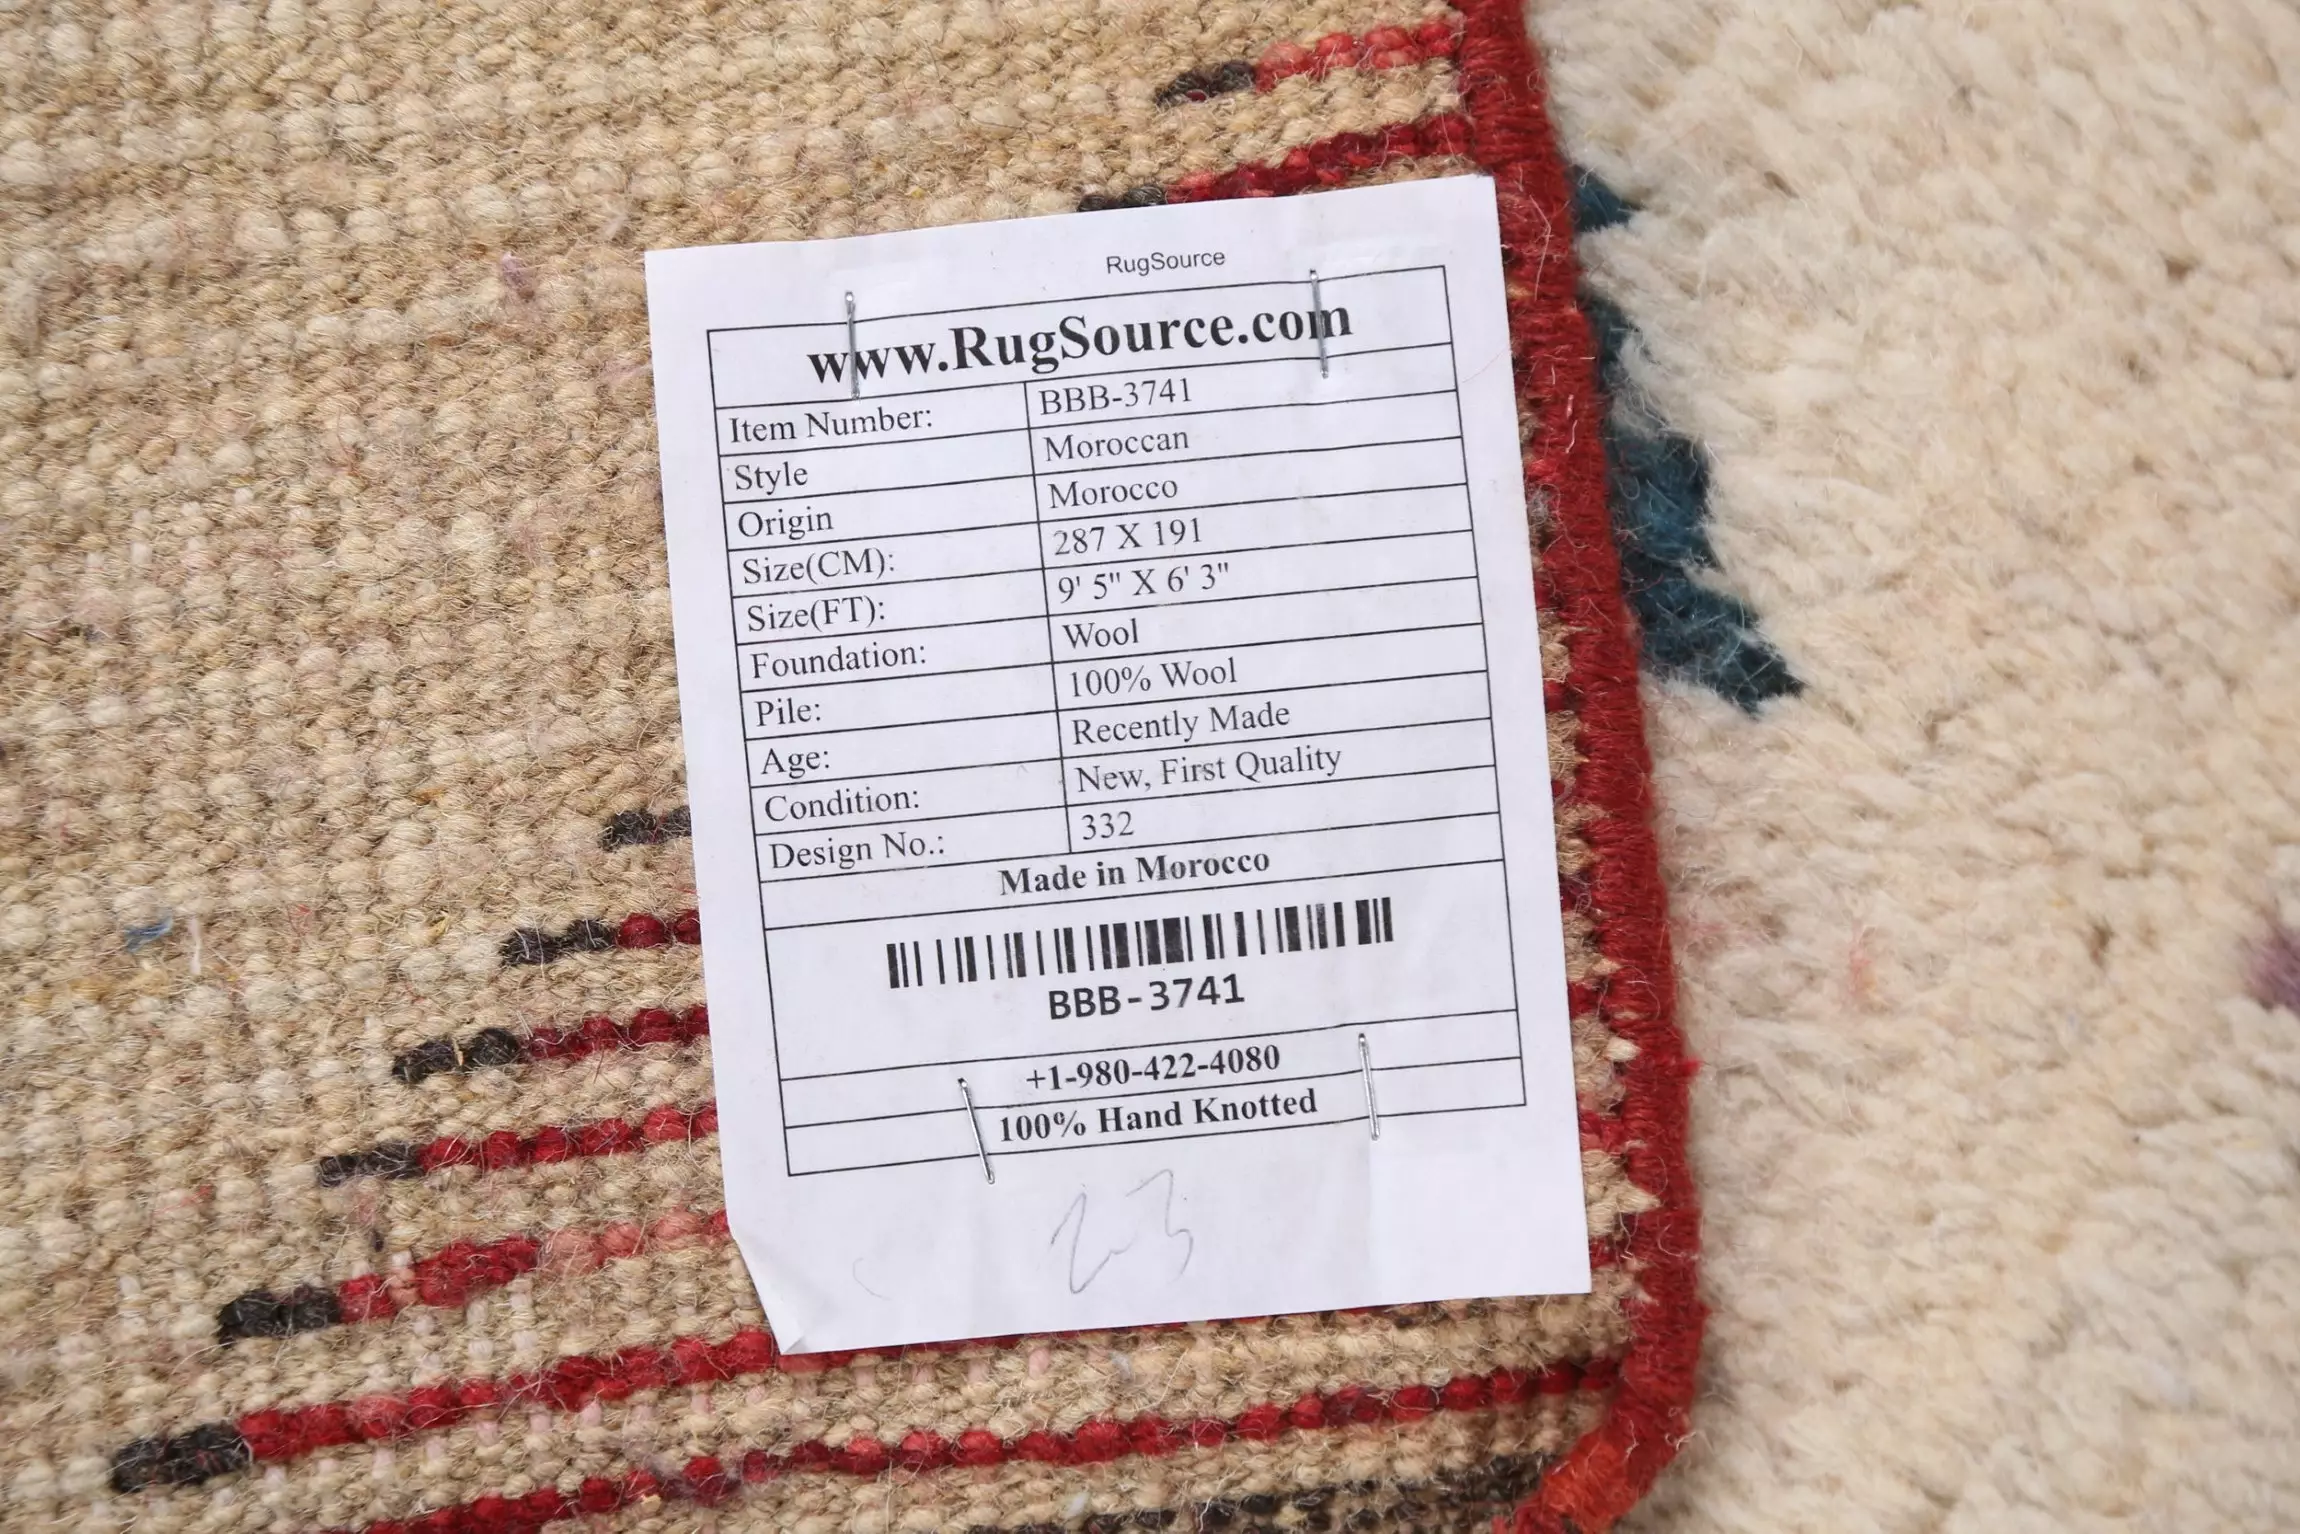 RugSource
www.RugSource.com
Item Number: BBB-3741
Style Moroccan
Origin Morocco
Size(CM): 287 X 191
Size(FT): 9' 5" X 6' 3"
Foundation: Wool
Pile: 100% Wool
Age: Recently Made
Condition: New, First Quality
Design No.: 332
Made in Morocco
BBB-3741
+1-980-422-4080
100% Hand Knotted